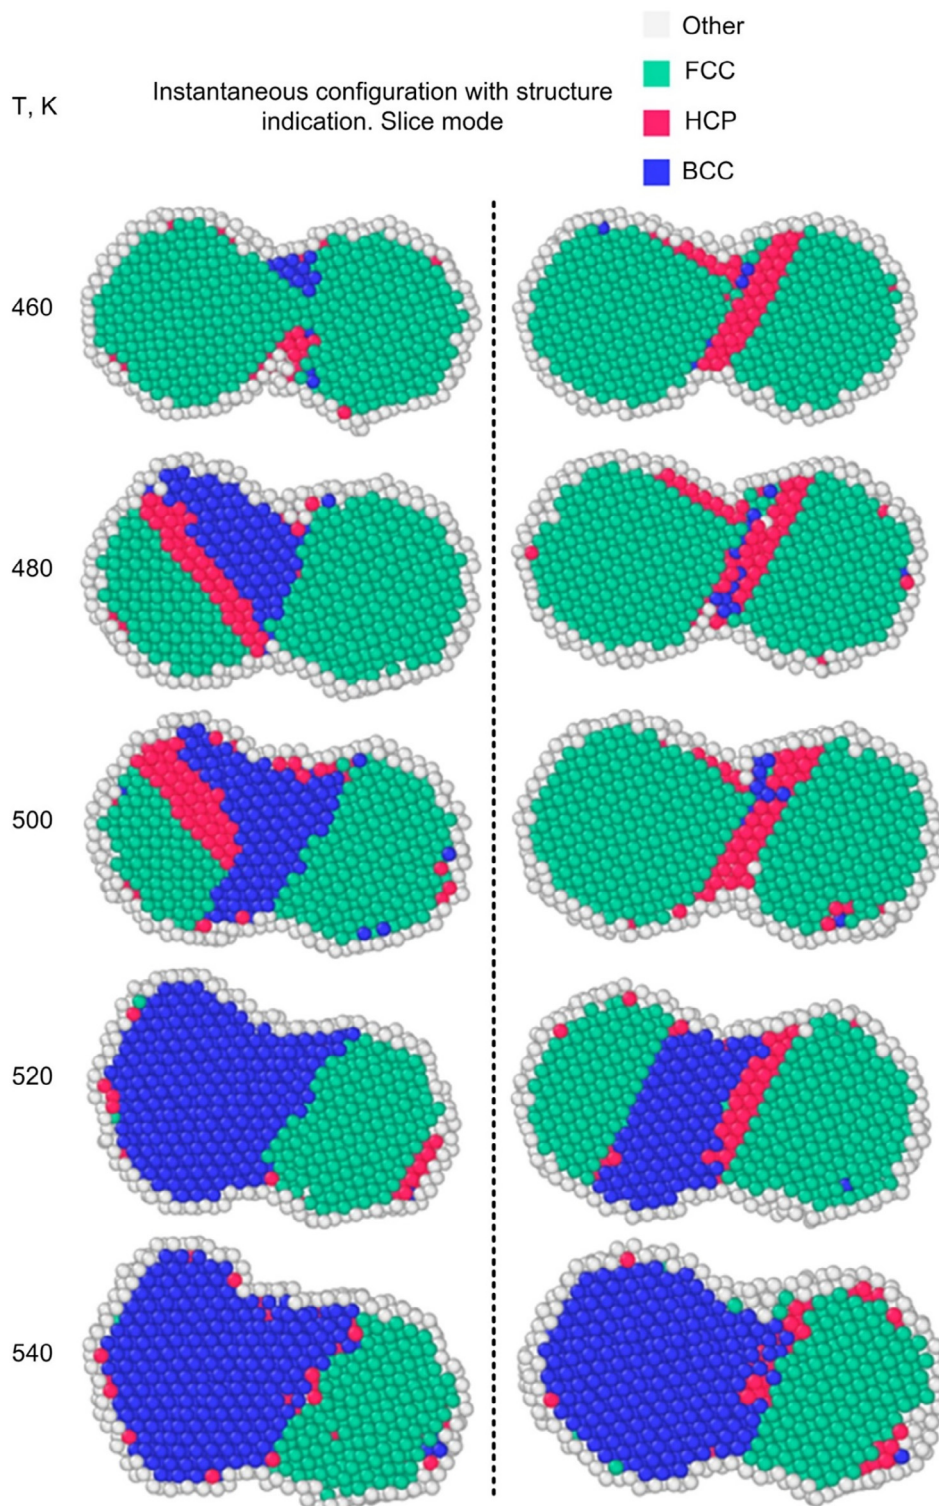 Other
FCC
HCP
BCC
T, K
Instantaneous configuration with structure
indication. Slice mode
460
480
500
520
540